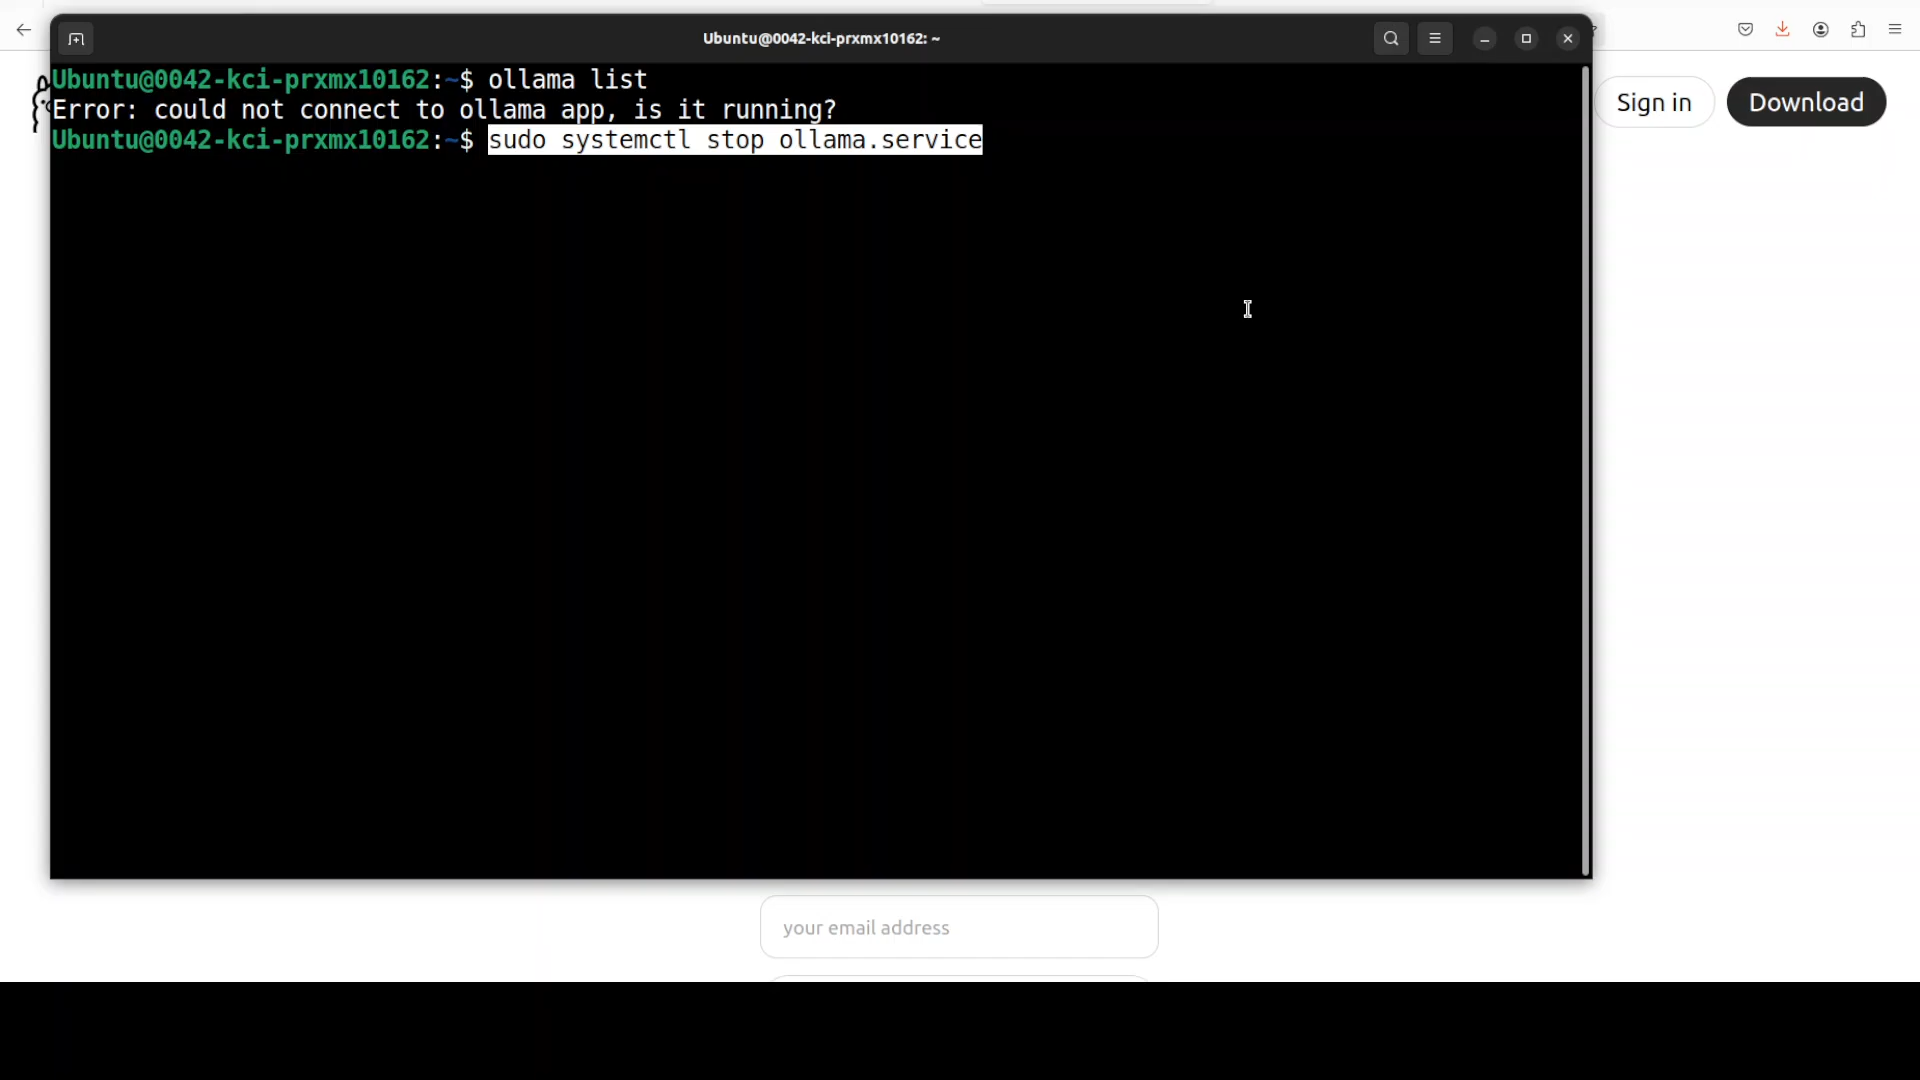 Ubuntu@0042-kci-prxmx10162: ~
Ubuntu@0042-kci-prxmx10162:~$ ollama list
Error: could not connect to ollama app, is it running?
Ubuntu@0042-kci-prxmx10162:~$ sudo systemctl stop ollama.service
Sign in
Download
your email address